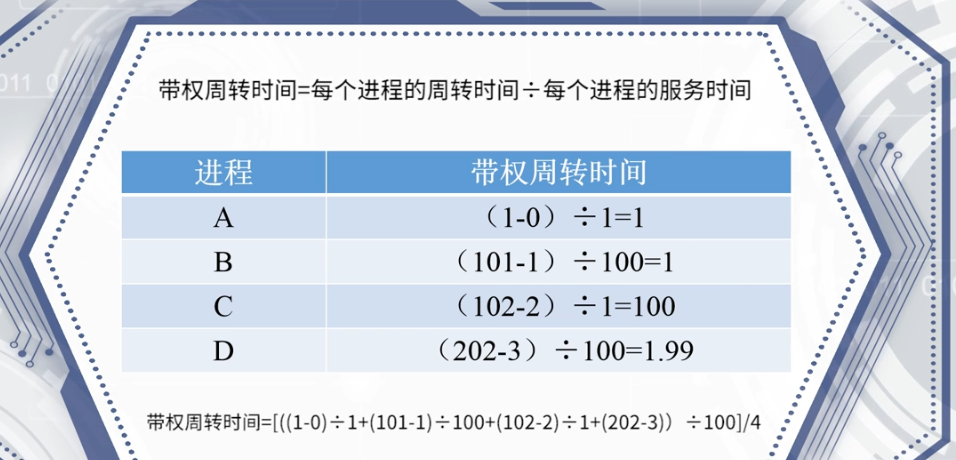 带权周转时间=每个进程的周转时间÷每个进程的服务时间
进程 带权周转时间
A （1-0）÷1=1
B （101-1）÷100=1
C （102-2）÷1=100
D （202-3）÷100=1.99
带权周转时间=[((1-0)÷1+(101-1)÷100+(102-2)÷1+(202-3)）÷100]/4